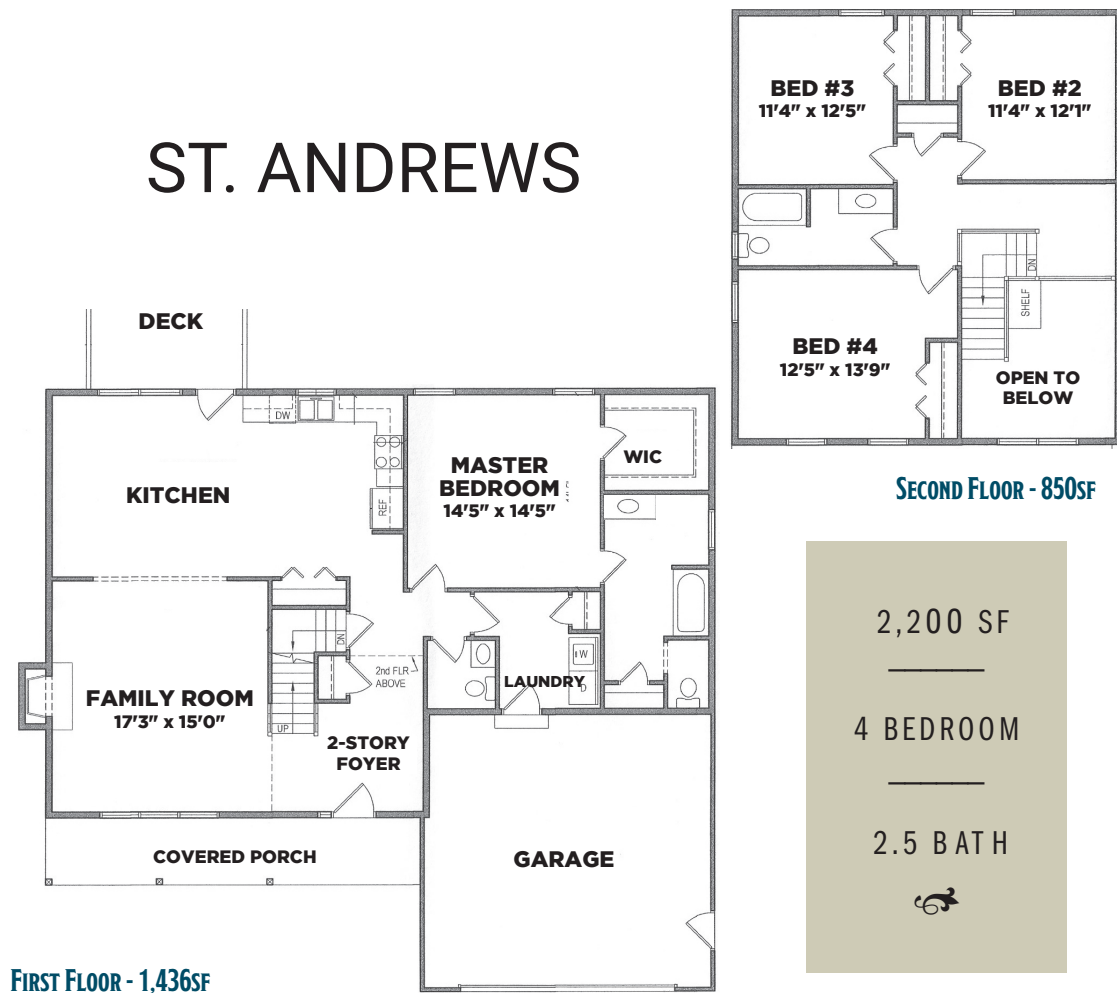 ST. ANDREWS
BED #3
11'4" x 12'5"
BED #2
11'4" x 12'1"
DN
SHELF
BED #4
12'5" x 13'9"
OPEN TO
BELOW
SECOND FLOOR - 850SF
DECK
DW
KITCHEN
REF
MASTER
BEDROOM
14'5" x 14'5"
WIC
FAMILY ROOM
17'3" x 15'0"
DN
UP
2nd FLR
ABOVE
2-STORY
FOYER
LAUNDRY
W
D
COVERED PORCH
GARAGE
FIRST FLOOR - 1,436SF
2,200 SF
4 BEDROOM
2.5 BATH